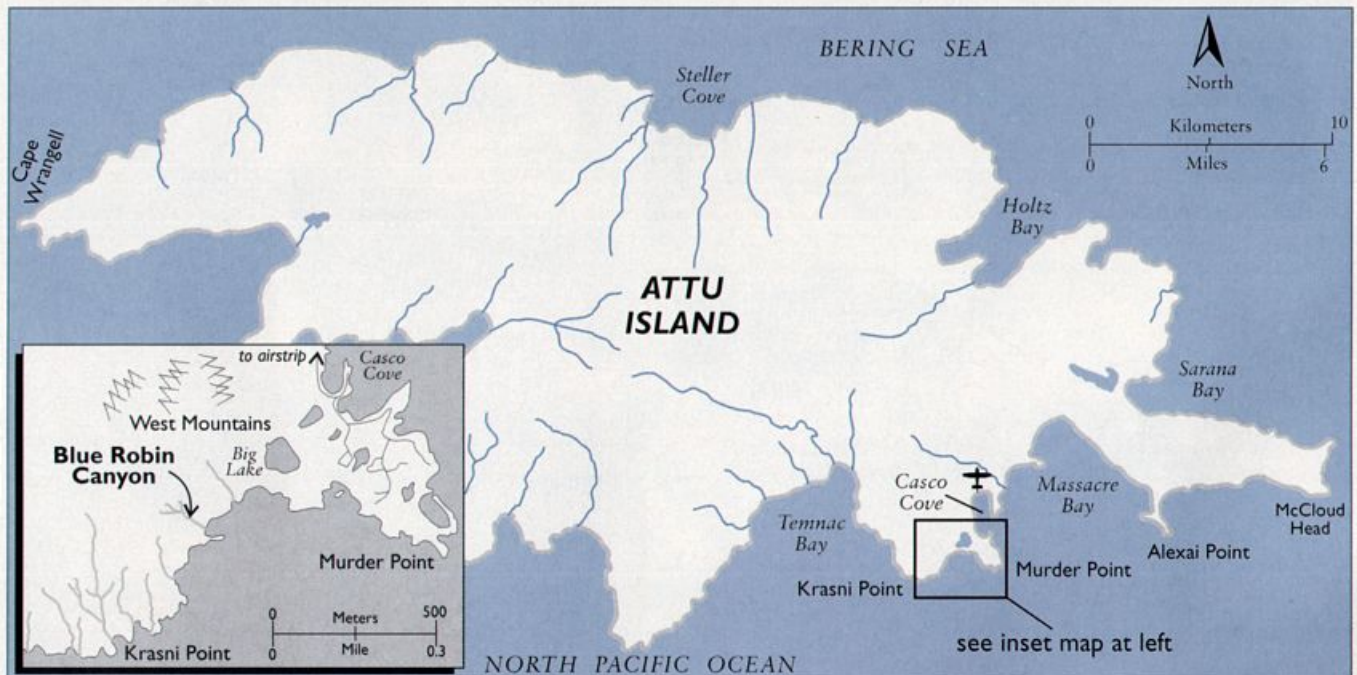 BERING SEA
North
0
Kilometers
10
0
Miles
6
Steller
Cove
Cape
Wrangell
Holtz
Bay
ATTU
ISLAND
Sarana
Bay
Casco
Cove
Massacre
Bay
McCloud
Head
Temnac
Bay
Alexai Point
Krasni Point
Murder Point
see inset map at left
NORTH PACIFIC OCEAN
to airstrip
Casco
Cove
West Mountains
Big
Lake
Blue Robin
Canyon
Murder Point
0
Meters
500
0
Mile
0.3
Krasni Point